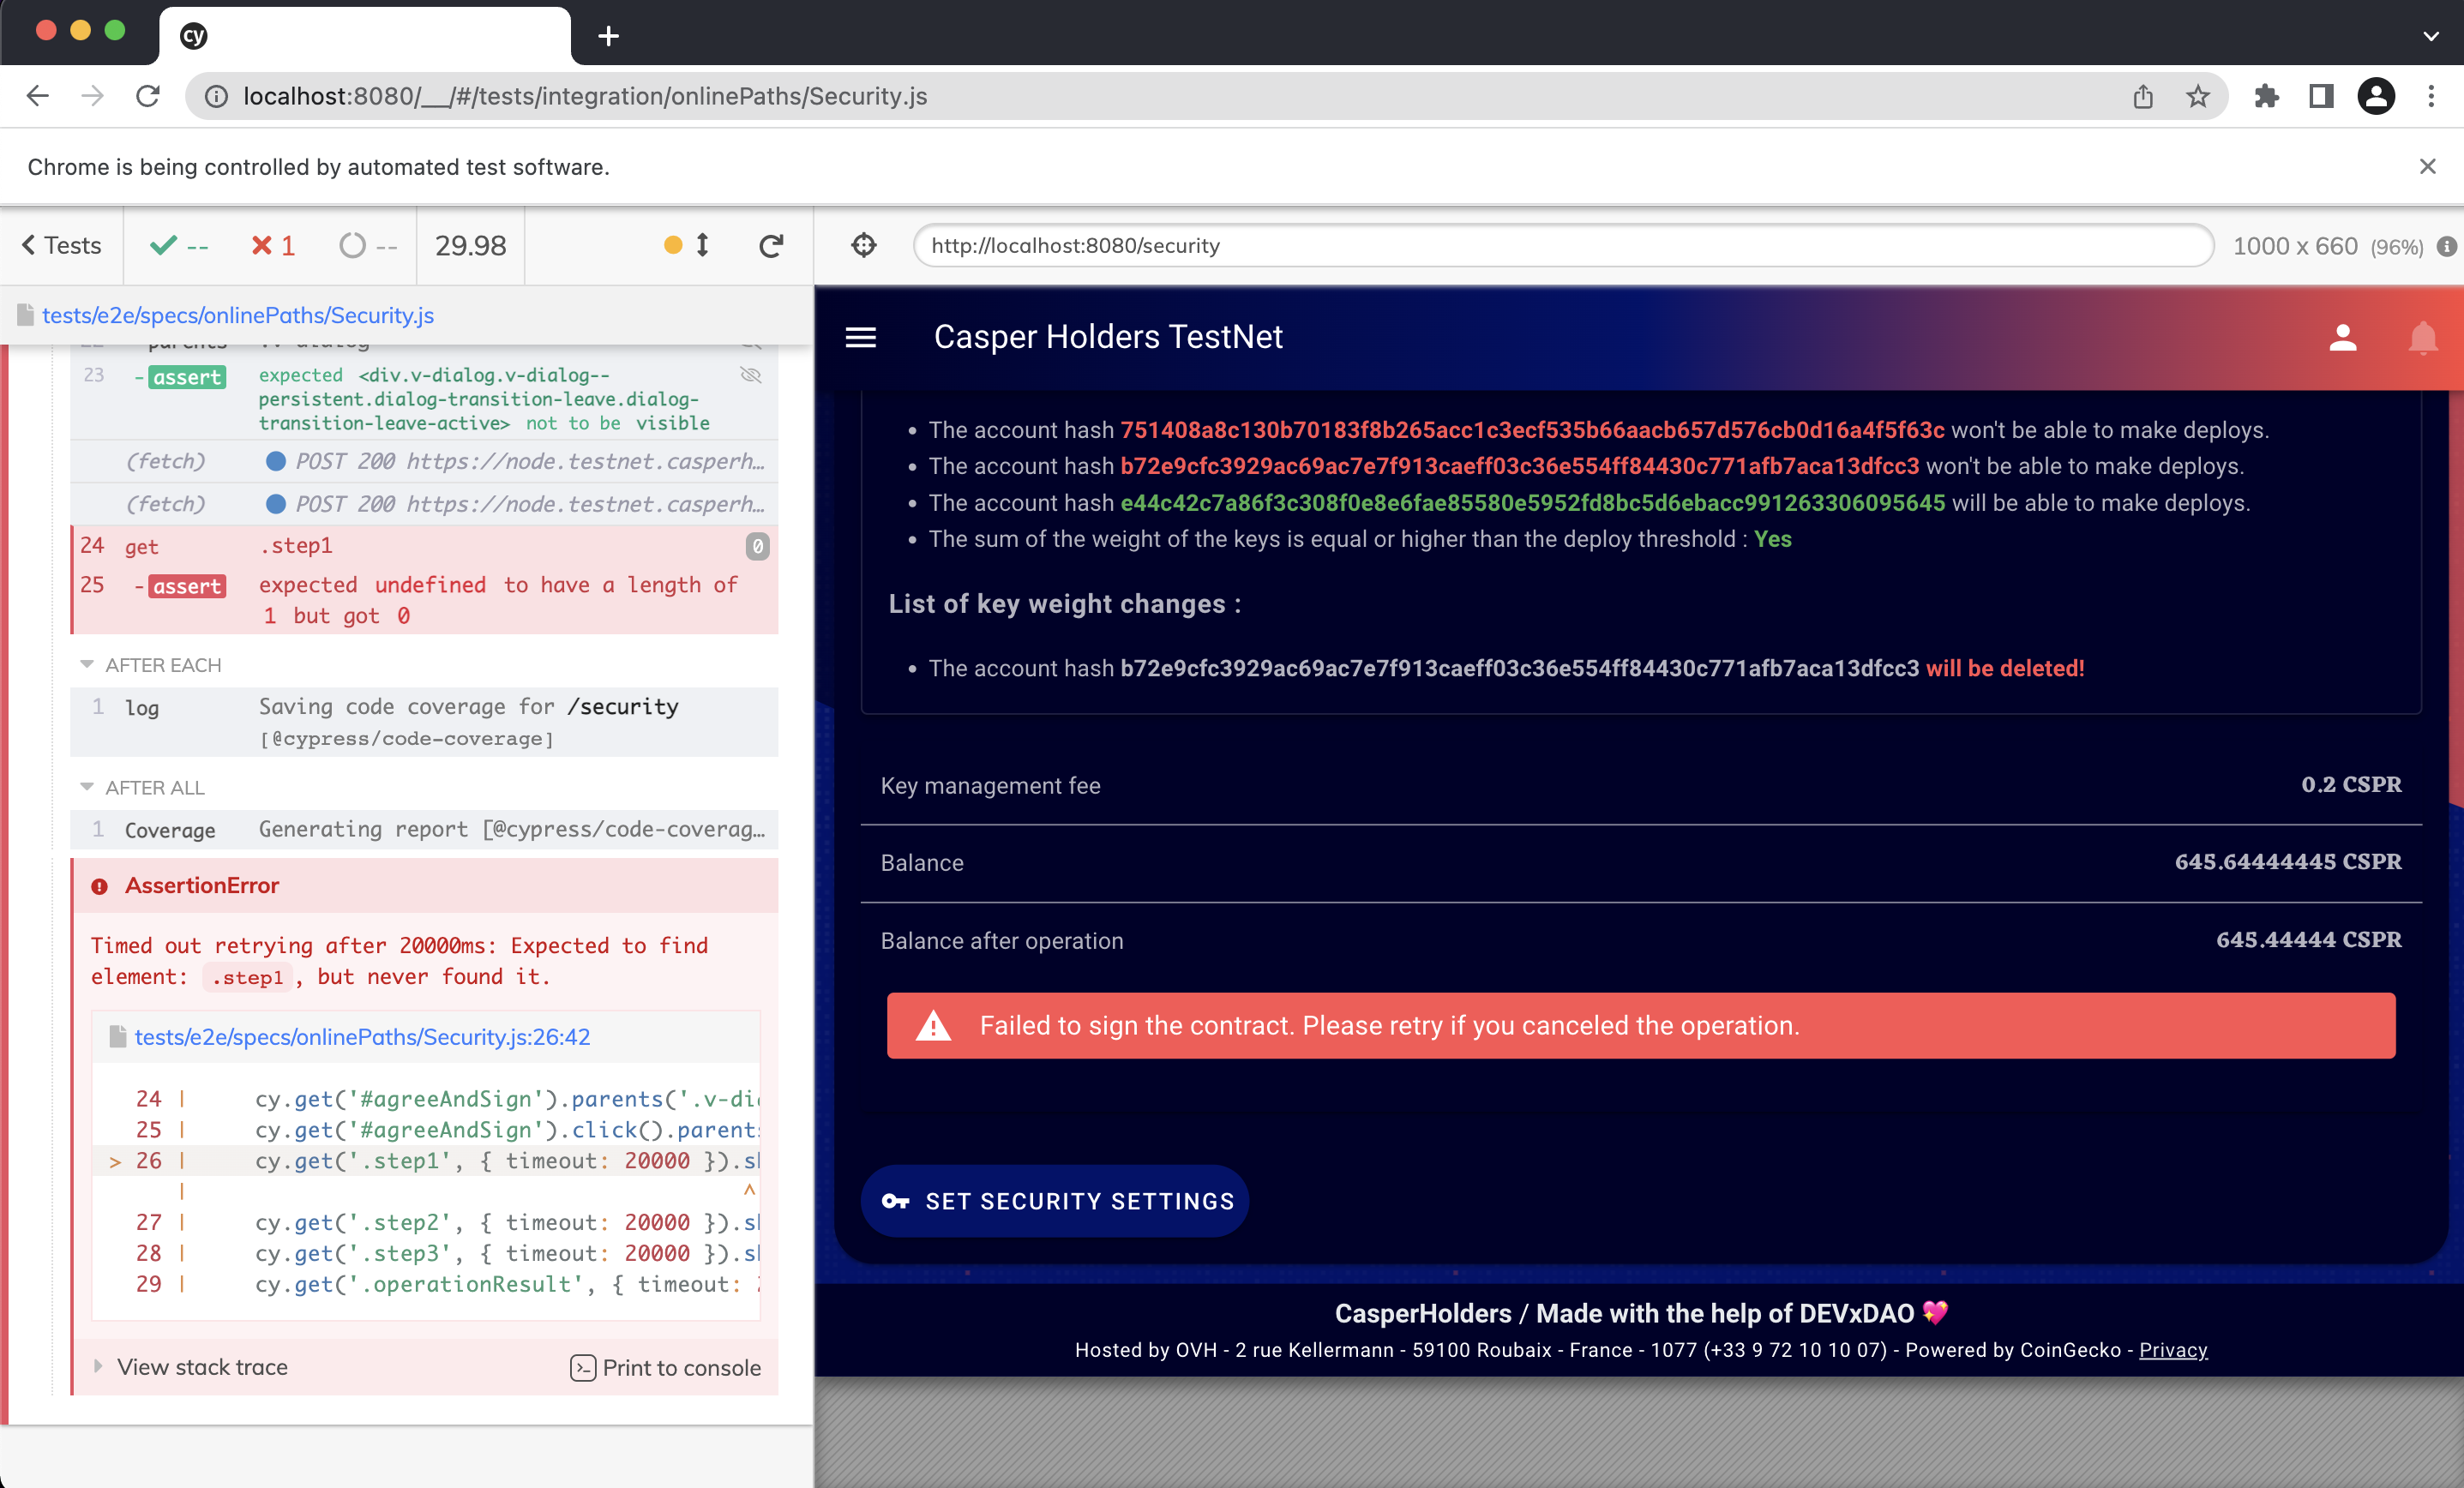 cy
localhost:8080/__/#/tests/integration/onlinePaths/Security.js
Chrome is being controlled by automated test software.
Tests
--
1
--
29.98
http://localhost:8080/security
1000 x 660 (96%)
tests/e2e/specs/onlinePaths/Security.js
23 -assert expected <div.v-dialog.v-dialog--
persistent.dialog-transition-leave.dialog-
transition-leave-active> not to be visible
(fetch) POST 200 https://node.testnet.casperh…
(fetch) POST 200 https://node.testnet.casperh…
24 get .step1 0
25 -assert expected undefined to have a length of
1 but got 0
AFTER EACH
1 log Saving code coverage for /security
[@cypress/code-coverage]
AFTER ALL
1 Coverage Generating report [@cypress/code-coverag…
AssertionError
Timed out retrying after 20000ms: Expected to find
element: .step1, but never found it.
tests/e2e/specs/onlinePaths/Security.js:26:42
24 | cy.get('#agreeAndSign').parents('.v-di
25 | cy.get('#agreeAndSign').click().parent
> 26 | cy.get('.step1', { timeout: 20000 }).s
| ^
27 | cy.get('.step2', { timeout: 20000 }).s
28 | cy.get('.step3', { timeout: 20000 }).s
29 | cy.get('.operationResult', { timeout:
View stack trace
Print to console
Casper Holders TestNet
• The account hash 751408a8c130b70183f8b265acc1c3ecf535b66aacb657d576cb0d16a4f5f63c won't be able to make deploys.
• The account hash b72e9cfc3929ac69ac7e7f913caeff03c36e554ff84430c771afb7aca13dfcc3 won't be able to make deploys.
• The account hash e44c42c7a86f3c308f0e8e6fae85580e5952fd8bc5d6ebacc991263306095645 will be able to make deploys.
• The sum of the weight of the keys is equal or higher than the deploy threshold : Yes
List of key weight changes :
• The account hash b72e9cfc3929ac69ac7e7f913caeff03c36e554ff84430c771afb7aca13dfcc3 will be deleted!
Key management fee 0.2 CSPR
Balance 645.64444445 CSPR
Balance after operation 645.44444 CSPR
Failed to sign the contract. Please retry if you canceled the operation.
SET SECURITY SETTINGS
CasperHolders / Made with the help of DEVxDAO 💖
Hosted by OVH - 2 rue Kellermann - 59100 Roubaix - France - 1077 (+33 9 72 10 10 07) - Powered by CoinGecko - Privacy